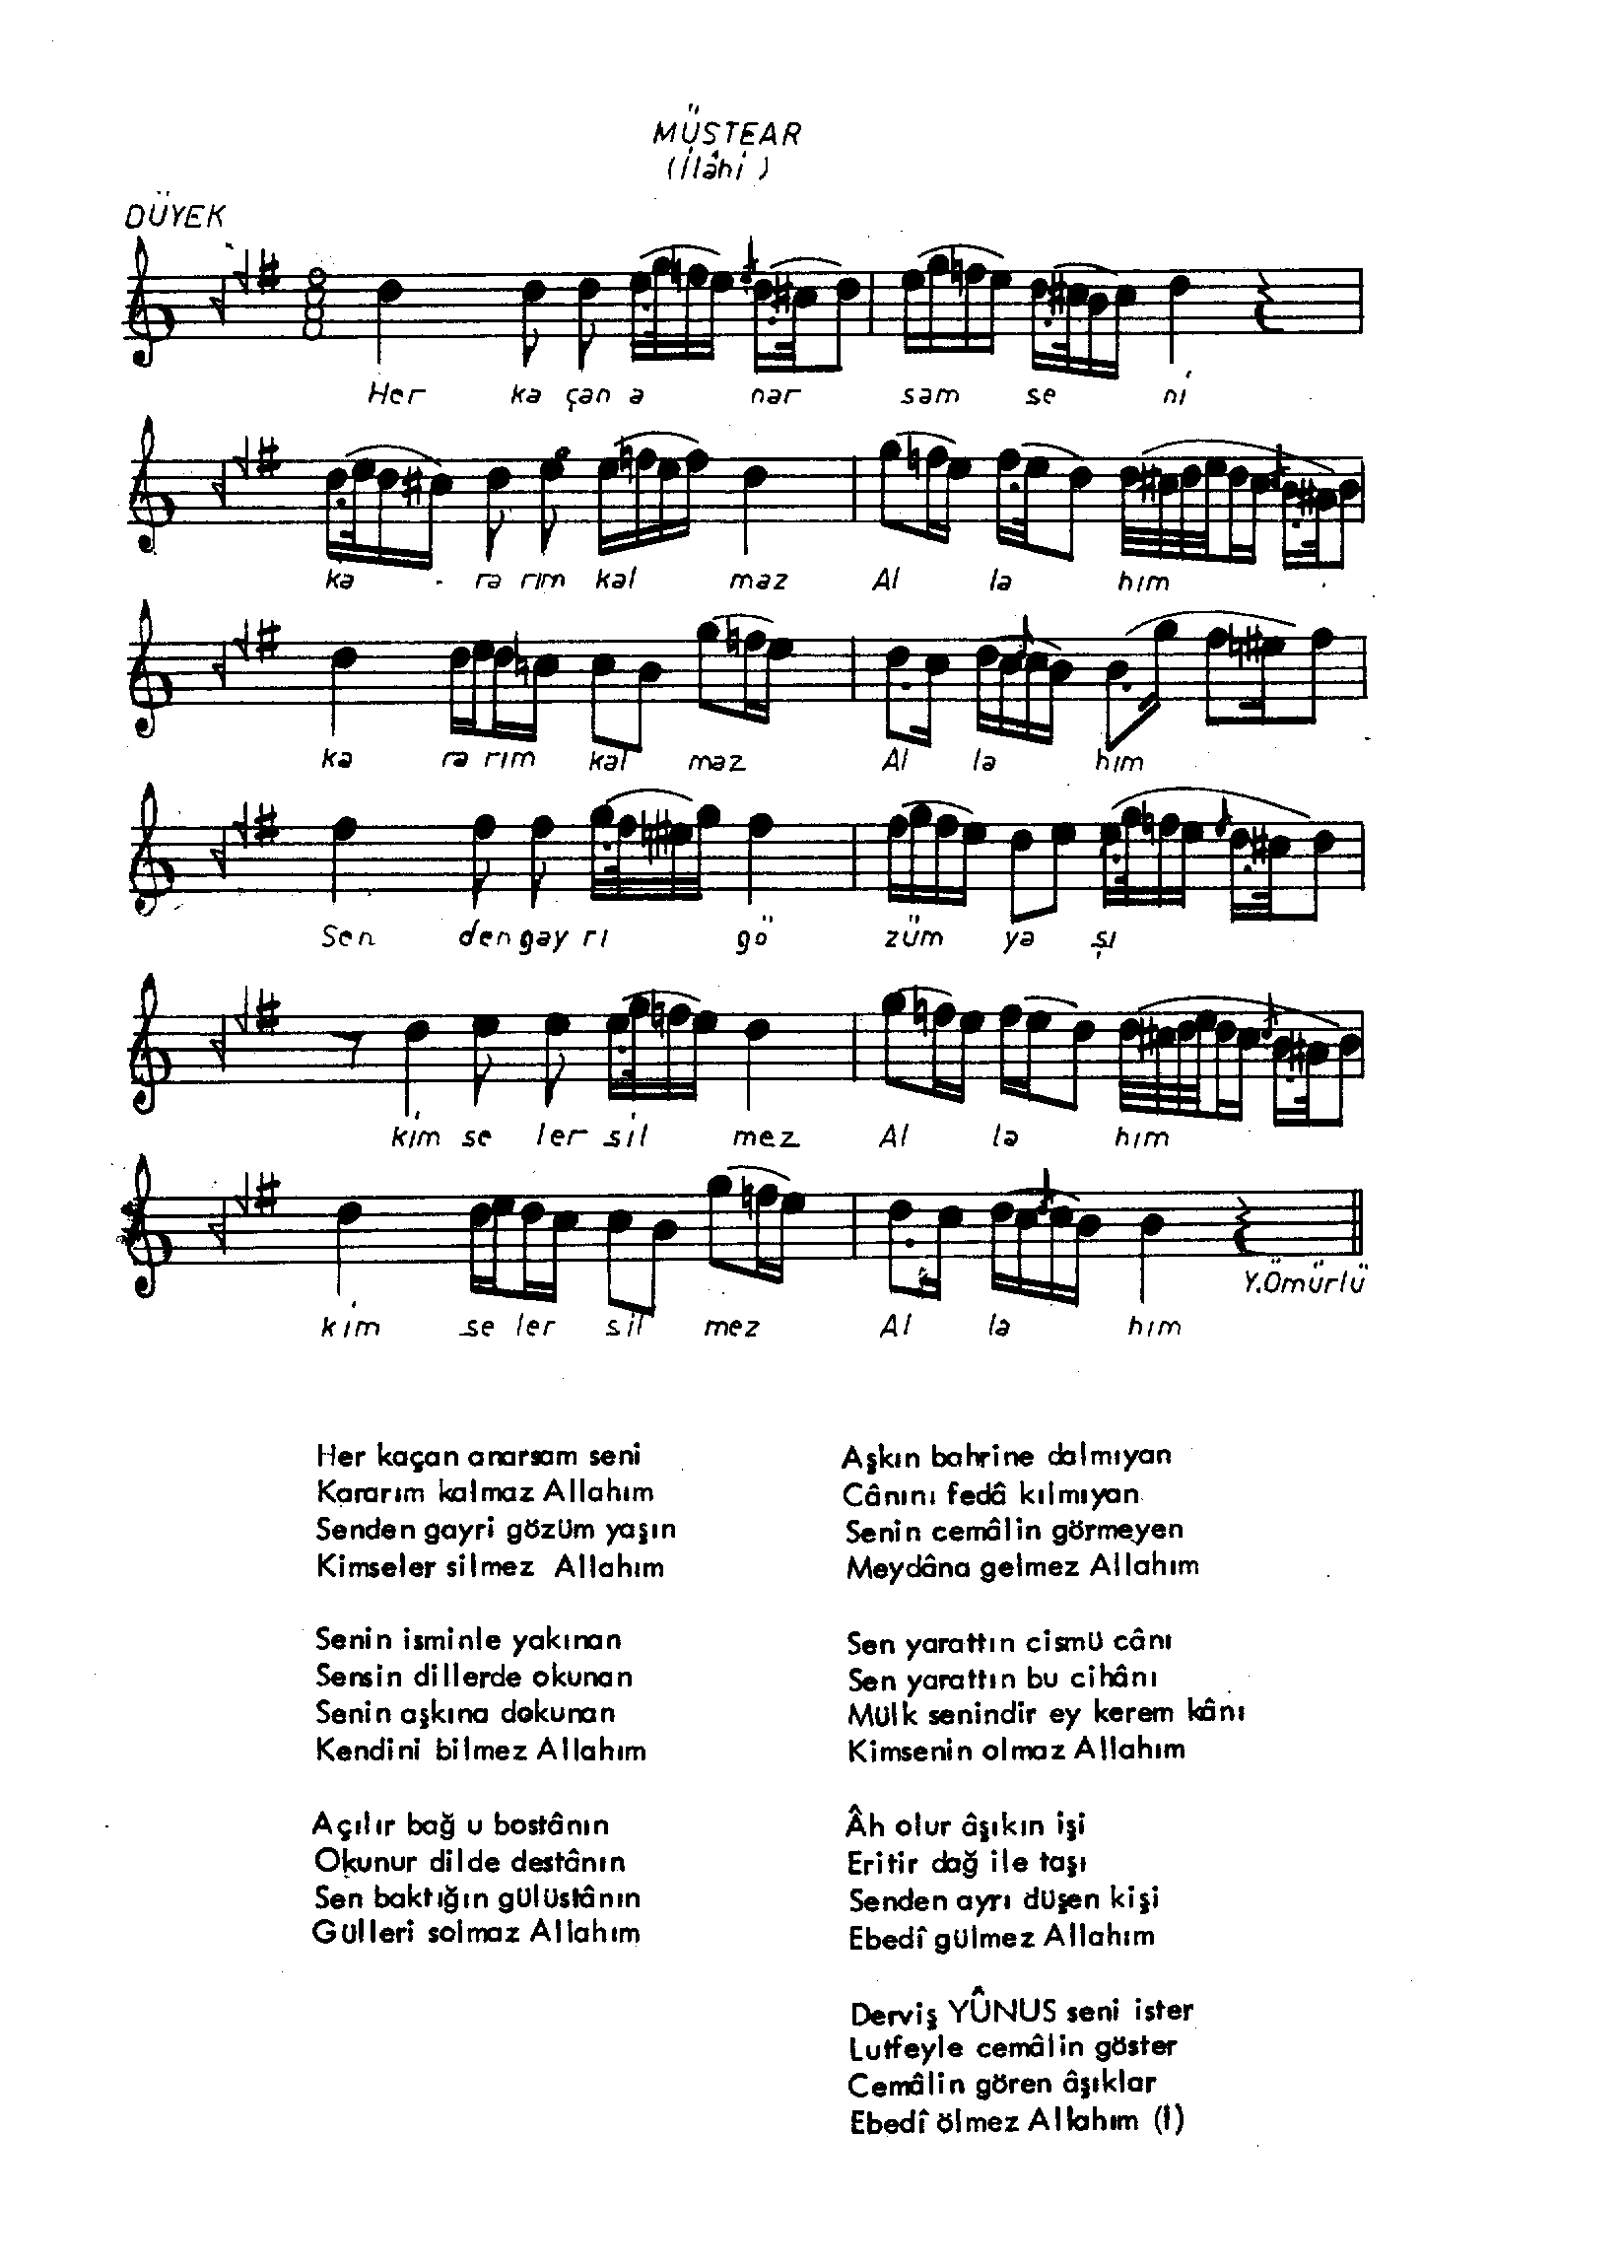 MÜSTEAR
(İlâhi)
DÜYEK
8
8
Her ka çan a nar sam se ni
ka - ra rım kal maz Al la hım .
ka ra rım kal maz Al la hım
Sen den gay rı gö züm ya şı
kim se ler sil mez Al la hım
Y.Ömürlü
kim se ler sil mez Al la hım
Her kaçan anarsam seni
Kararım kalmaz Allahım
Senden gayri gözüm yaşın
Kimseler silmez Allahım
Senin isminle yakınan
Sensin dillerde okunan
Senin aşkına dokunan
Kendini bilmez Allahım
Açılır bağ u bostânın
Okunur dilde destânın
Sen baktığın gülüstânın
Gülleri solmaz Allahım
Aşkın bahrine dalmıyan
Cânını fedâ kılmıyan
Senin cemâlin görmeyen
Meydâna gelmez Allahım
Sen yarattın cismü cânı
Sen yarattın bu cihânı
Mülk senindir ey kerem kânı
Kimsenin olmaz Allahım
Âh olur âşıkın işi
Eritir dağ ile taşı
Senden ayrı düşen kişi
Ebedî gülmez Allahım
Derviş YÛNUS seni ister
Lutfeyle cemâlin göster
Cemâlin gören âşıklar
Ebedî ölmez Allahım (I)